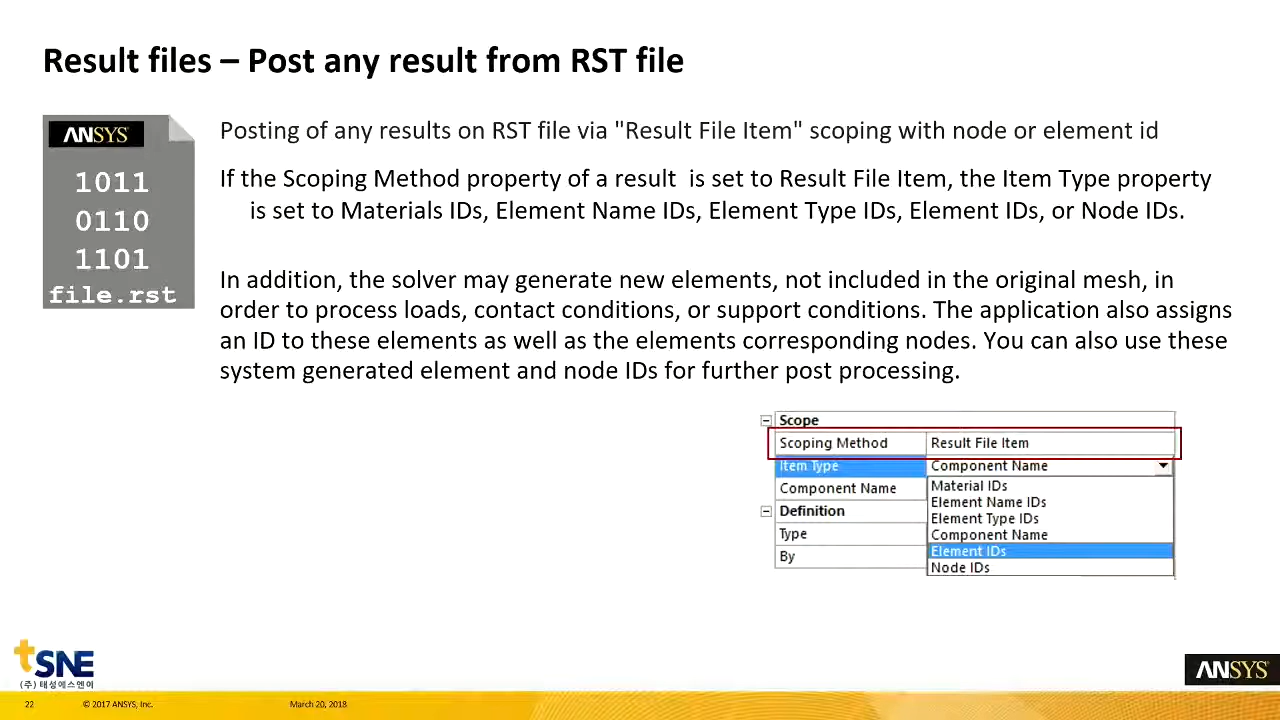 Result files – Post any result from RST file
ANSYS
1011
0110
1101
file.rst
Posting of any results on RST file via "Result File Item" scoping with node or element id
If the Scoping Method property of a result  is set to Result File Item, the Item Type property
is set to Materials IDs, Element Name IDs, Element Type IDs, Element IDs, or Node IDs.
In addition, the solver may generate new elements, not included in the original mesh, in
order to process loads, contact conditions, or support conditions. The application also assigns
an ID to these elements as well as the elements corresponding nodes. You can also use these
system generated element and node IDs for further post processing.
Scope
Scoping Method Result File Item
Item Type Component Name
Component Name
Material IDs
Element Name IDs
Element Type IDs
Component Name
Element IDs
Node IDs
Definition
Type
By
tSNE
(주)태성에스엔이
ANSYS
22 © 2017 ANSYS, Inc. March 20, 2018